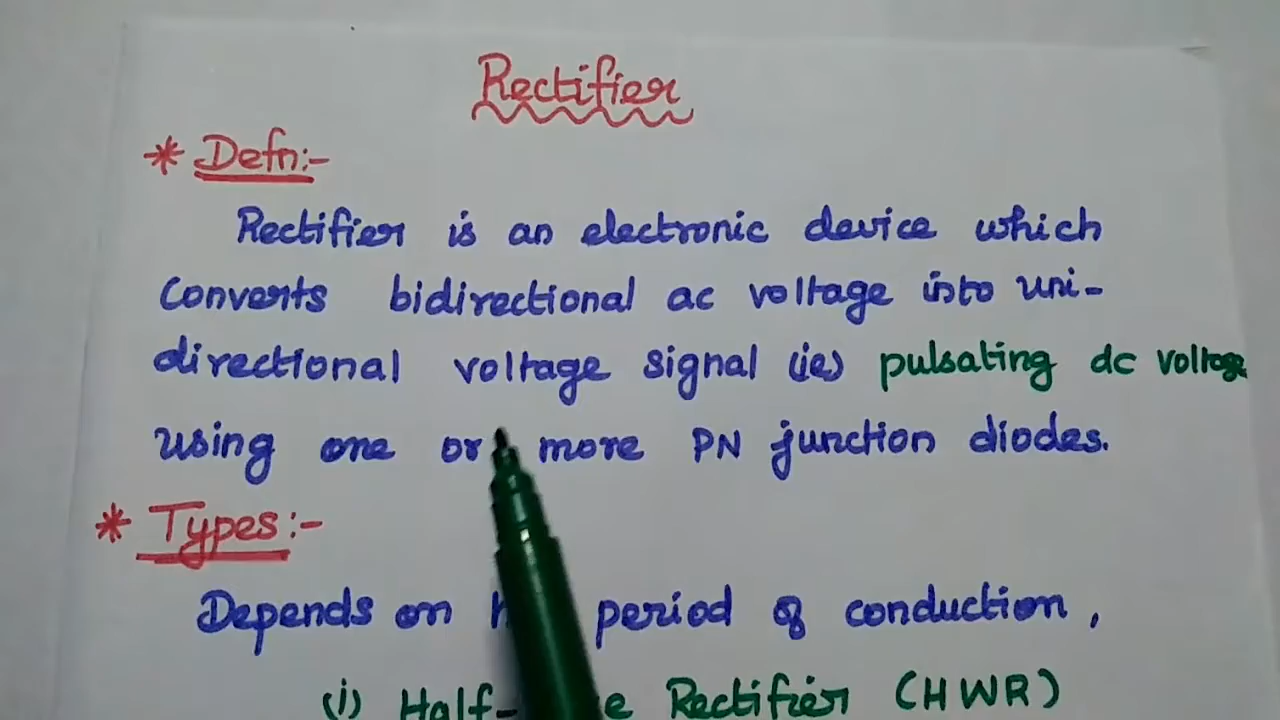 Rectifier
* Defn:-
Rectifier is an electronic device which
converts bidirectional ac voltage into uni-
directional voltage signal (ie) pulsating dc voltage
using one or more PN junction diodes.
* Types:-
Depends on period of conduction,
(i) Half- Rectifier (HWR)